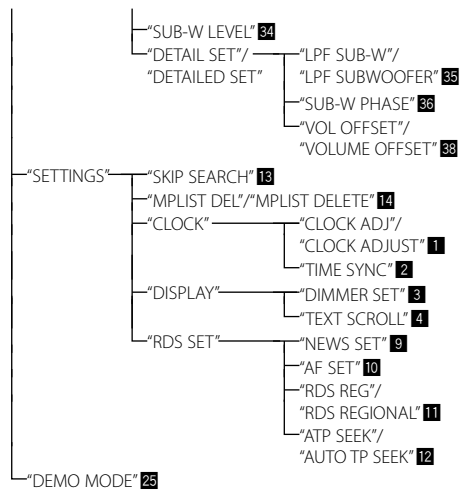 “SUB-W LEVEL” 34
“DETAIL SET”/ “LPF SUB-W”/
“DETAILED SET” “LPF SUBWOOFER” 35
“SUB-W PHASE” 36
“VOL OFFSET”/
“VOLUME OFFSET” 38
“SETTINGS” “SKIP SEARCH” 13
“MPLIST DEL”/“MPLIST DELETE” 14
“CLOCK” “CLOCK ADJ”/
“CLOCK ADJUST” 1
“TIME SYNC” 2
“DISPLAY” “DIMMER SET” 3
“TEXT SCROLL” 4
“RDS SET” “NEWS SET” 9
“AF SET” 10
“RDS REG”/
“RDS REGIONAL” 11
“ATP SEEK”/
“AUTO TP SEEK” 12
“DEMO MODE” 25